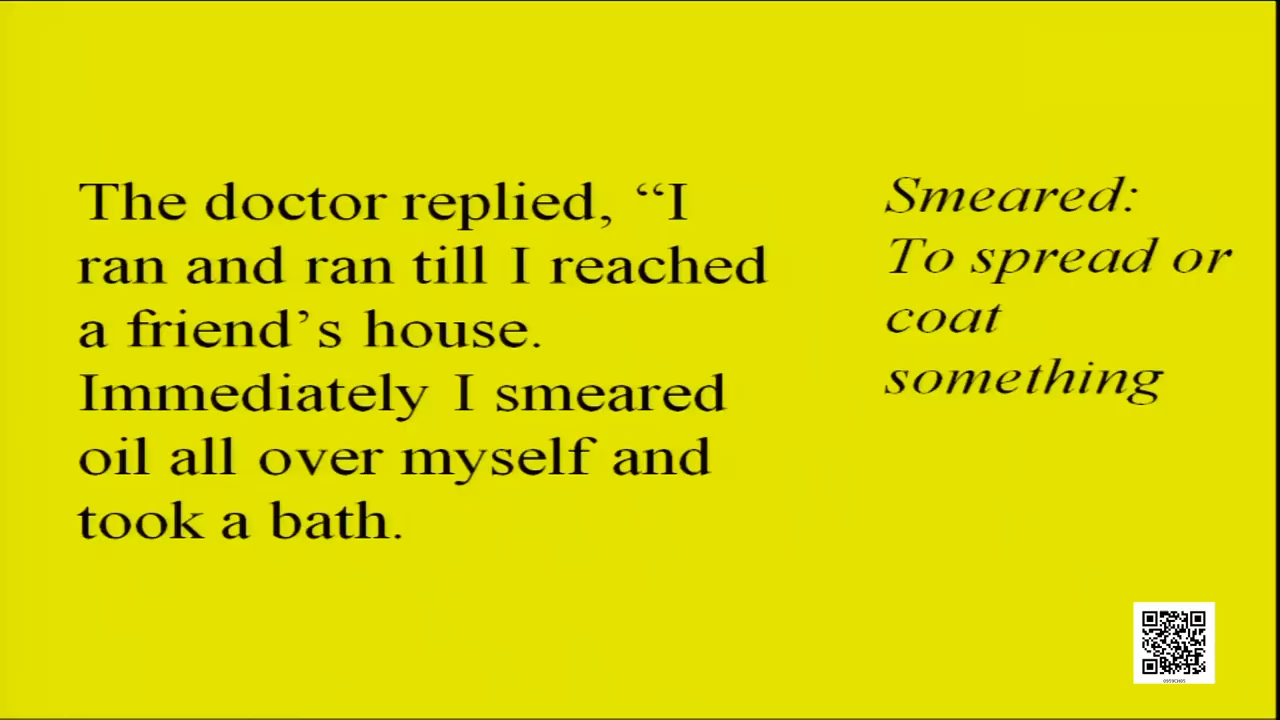 The doctor replied, “I
ran and ran till I reached
a friend’s house.
Immediately I smeared
oil all over myself and
took a bath.
Smeared:
To spread or
coat
something